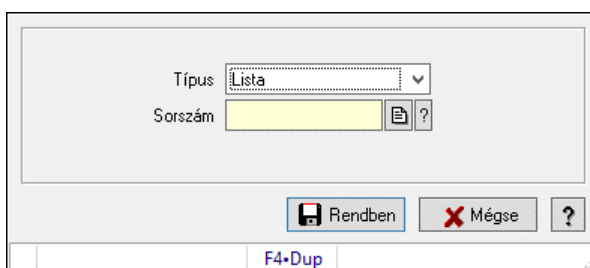 Típus Lista
Sorszám ?
Rendben Mégse ?
F4•Dup